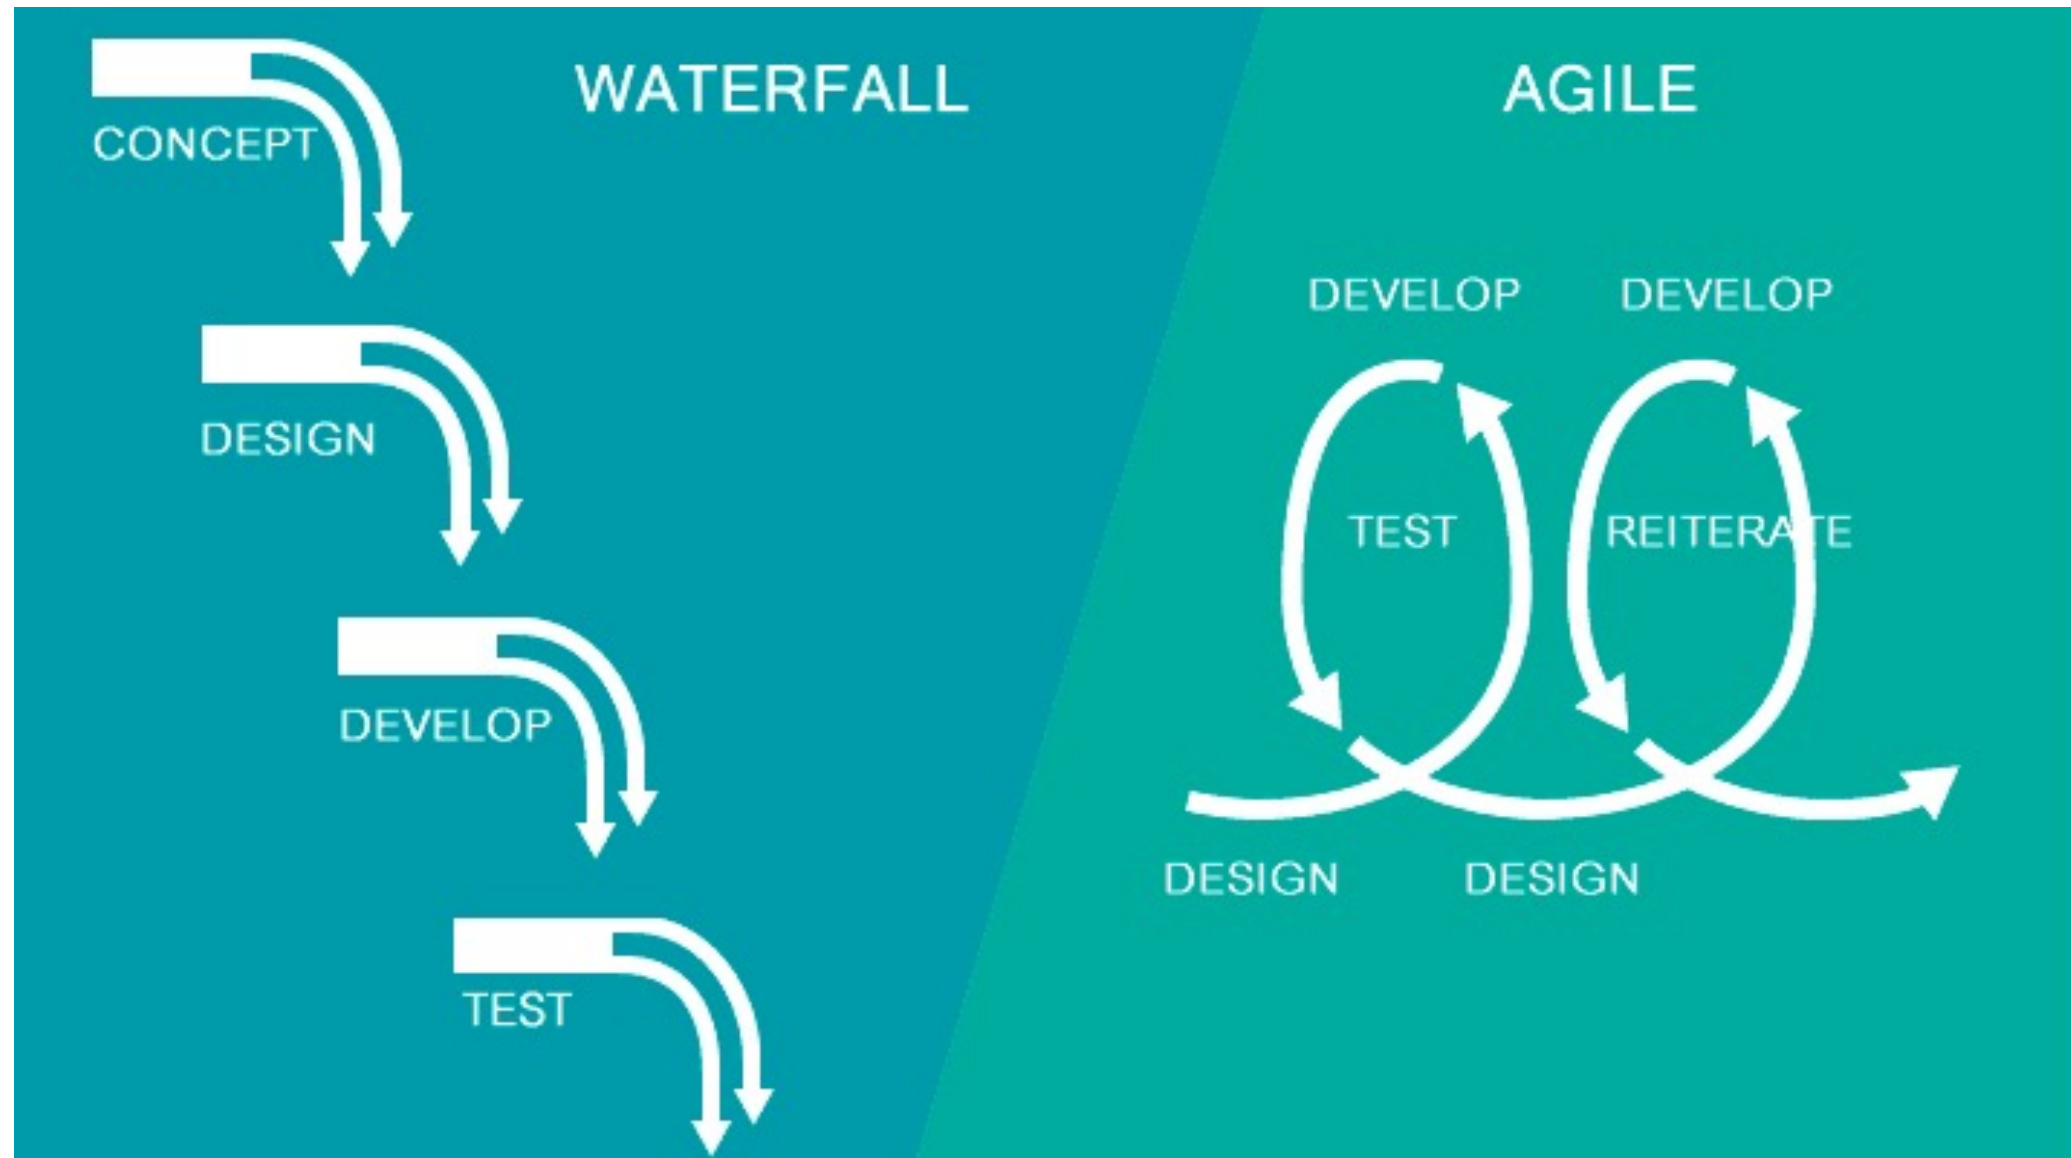 WATERFALL
CONCEPT
DESIGN
DEVELOP
TEST
AGILE
DEVELOP DEVELOP
TEST REITERATE
DESIGN DESIGN